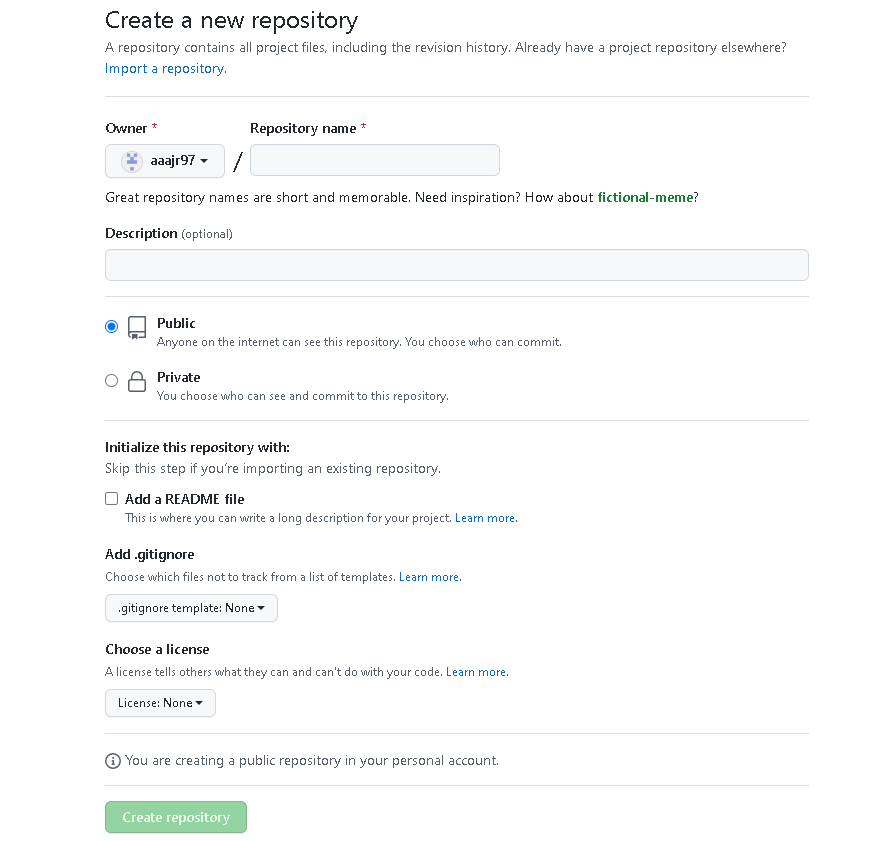 Create a new repository
A repository contains all project files, including the revision history. Already have a project repository elsewhere?
Import a repository.
Owner * Repository name *
aaajr97 /
Great repository names are short and memorable. Need inspiration? How about fictional-meme?
Description (optional)
Public
Anyone on the internet can see this repository. You choose who can commit.
Private
You choose who can see and commit to this repository.
Initialize this repository with:
Skip this step if you're importing an existing repository.
Add a README file
This is where you can write a long description for your project. Learn more.
Add .gitignore
Choose which files not to track from a list of templates. Learn more.
.gitignore template: None
Choose a license
A license tells others what they can and can't do with your code. Learn more.
License: None
You are creating a public repository in your personal account.
Create repository